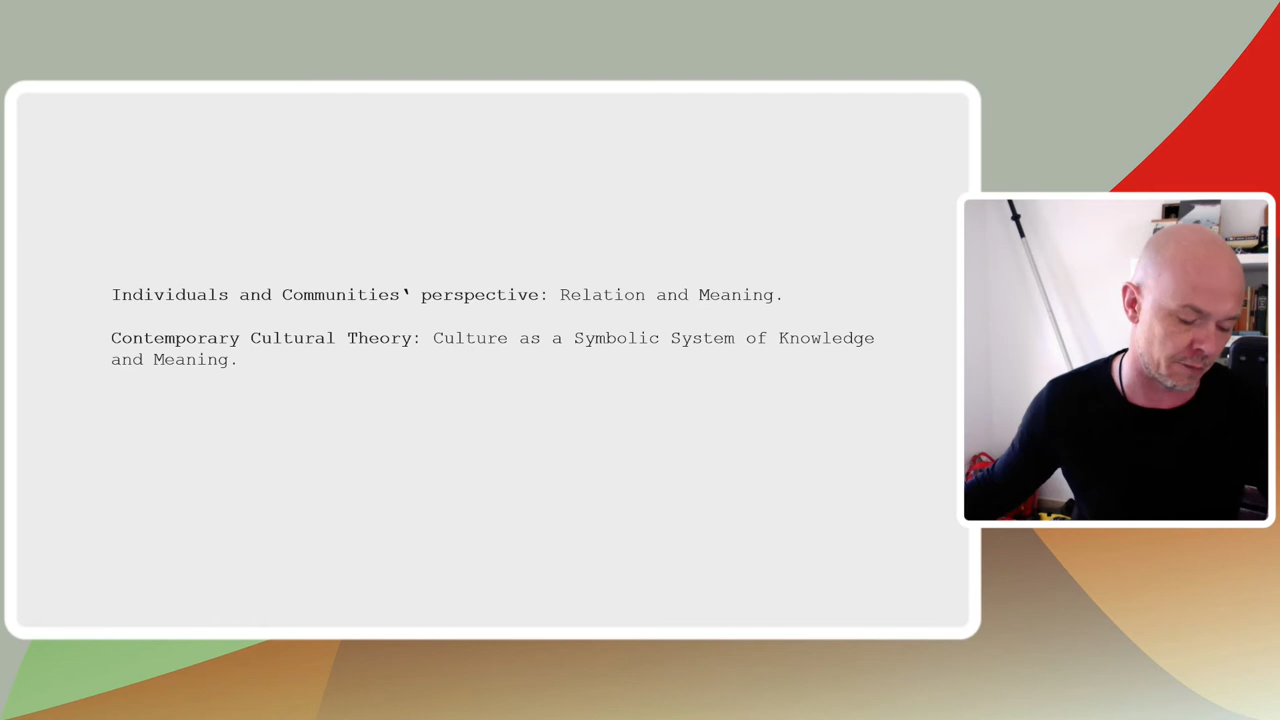 Individuals and Communities‛ perspective: Relation and Meaning.
Contemporary Cultural Theory: Culture as a Symbolic System of Knowledge
and Meaning.